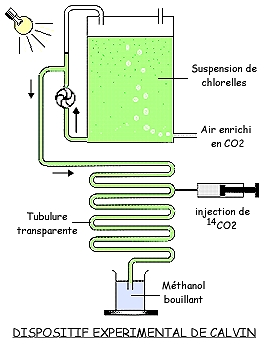 Suspension de
chlorelles
Air enrichi
en CO2
Tubulure
transparente
injection de
¹⁴CO2
Méthanol
bouillant
DISPOSITIF EXPERIMENTAL DE CALVIN